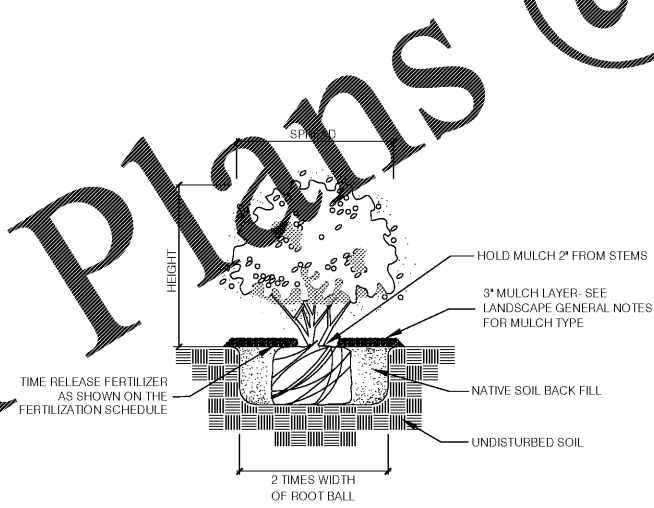 Plans ©
SPREAD
HEIGHT
HOLD MULCH 2" FROM STEMS
3" MULCH LAYER- SEE
LANDSCAPE GENERAL NOTES
FOR MULCH TYPE
TIME RELEASE FERTILIZER
AS SHOWN ON THE
FERTILIZATION SCHEDULE
NATIVE SOIL BACK FILL
UNDISTURBED SOIL
2 TIMES WIDTH
OF ROOT BALL